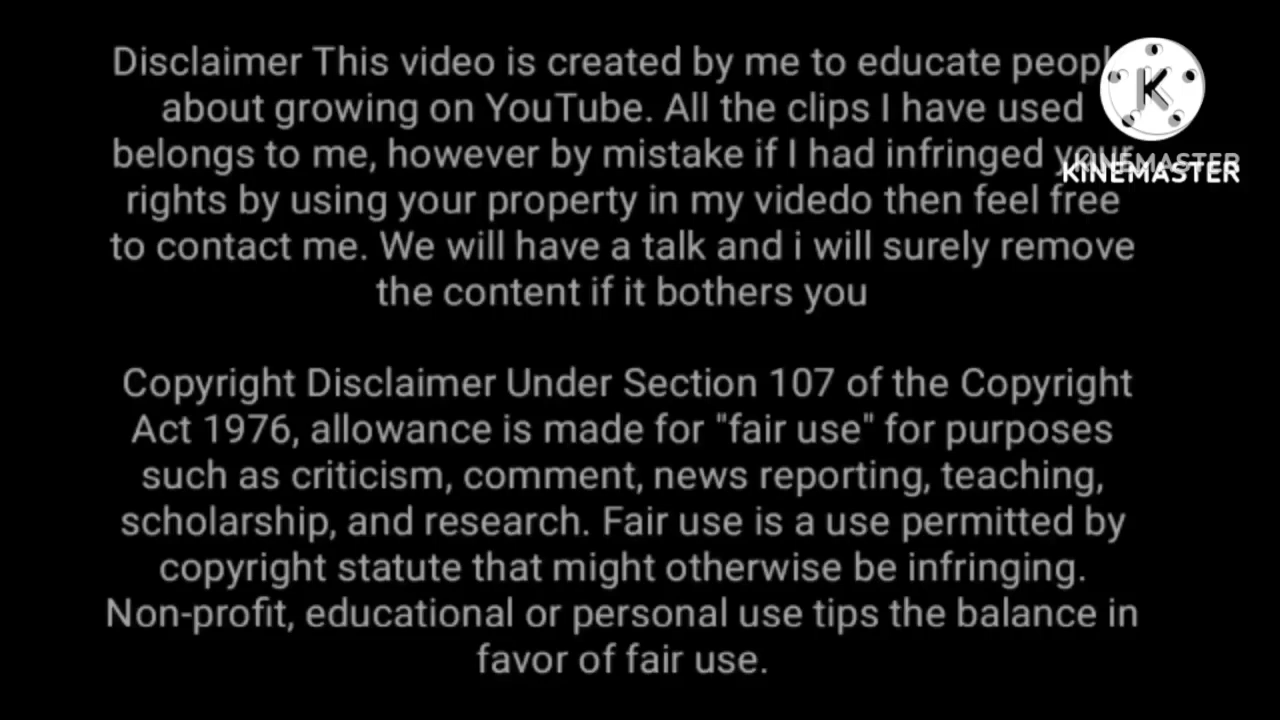 Disclaimer This video is created by me to educate people
about growing on YouTube. All the clips I have used
belongs to me, however by mistake if I had infringed your
rights by using your property in my videdo then feel free
to contact me. We will have a talk and i will surely remove
the content if it bothers you
Copyright Disclaimer Under Section 107 of the Copyright
Act 1976, allowance is made for "fair use" for purposes
such as criticism, comment, news reporting, teaching,
scholarship, and research. Fair use is a use permitted by
copyright statute that might otherwise be infringing.
Non-profit, educational or personal use tips the balance in
favor of fair use.
K
KINEMASTER
KINEMASTER